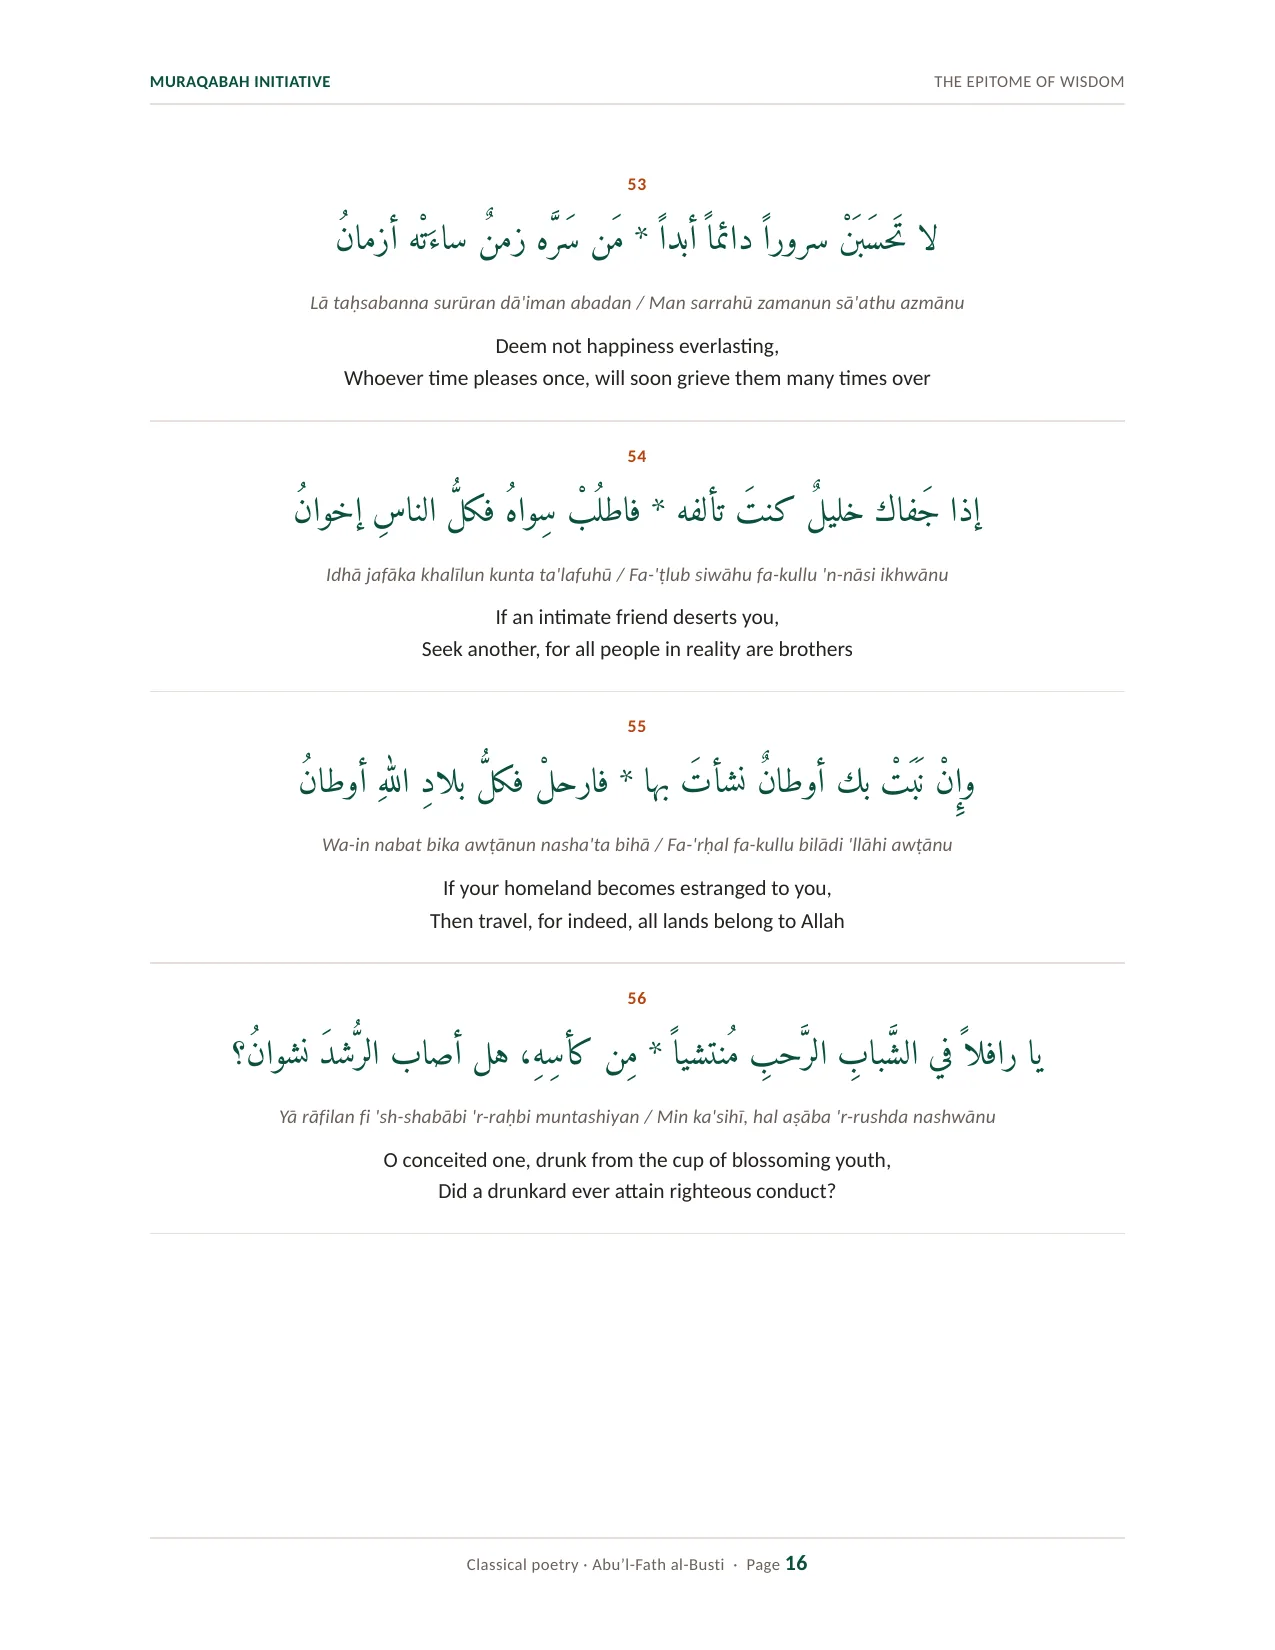 MURAQABAH INITIATIVE
THE EPITOME OF WISDOM
53
لا تَحسَبَنْ سروراً دائماً أبداً * مَن سَرَّه زمنٌ ساءَتْه أزمانُ
Lā taḥsabanna surūran dā'iman abadan / Man sarrahū zamanun sā'athu azmānu
Deem not happiness everlasting,
Whoever time pleases once, will soon grieve them many times over
54
إذا جَفاك خليلٌ كنتَ تألفه * فاطلُبْ سِواهُ فكلُّ الناسِ إخوانُ
Idhā jafāka khalīlun kunta ta'lafuhū / Fa-'ṭlub siwāhu fa-kullu 'n-nāsi ikhwānu
If an intimate friend deserts you,
Seek another, for all people in reality are brothers
55
وإِنْ نَبَتْ بك أوطانٌ نشأتَ بها * فارحلْ فكلُّ بلادِ اللهِ أوطانُ
Wa-in nabat bika awṭānun nasha'ta bihā / Fa-'rḥal fa-kullu bilādi 'llāhi awṭānu
If your homeland becomes estranged to you,
Then travel, for indeed, all lands belong to Allah
56
يا رافلاً في الشَّبابِ الرَّحبِ مُنتشياً * مِن كأسِهِ، هل أصاب الرُّشدَ نشوانُ؟
Yā rāfilan fi 'sh-shabābi 'r-raḥbi muntashiyan / Min ka'sihī, hal aṣāba 'r-rushda nashwānu
O conceited one, drunk from the cup of blossoming youth,
Did a drunkard ever attain righteous conduct?
Classical poetry · Abu’l-Fath al-Busti · Page 16